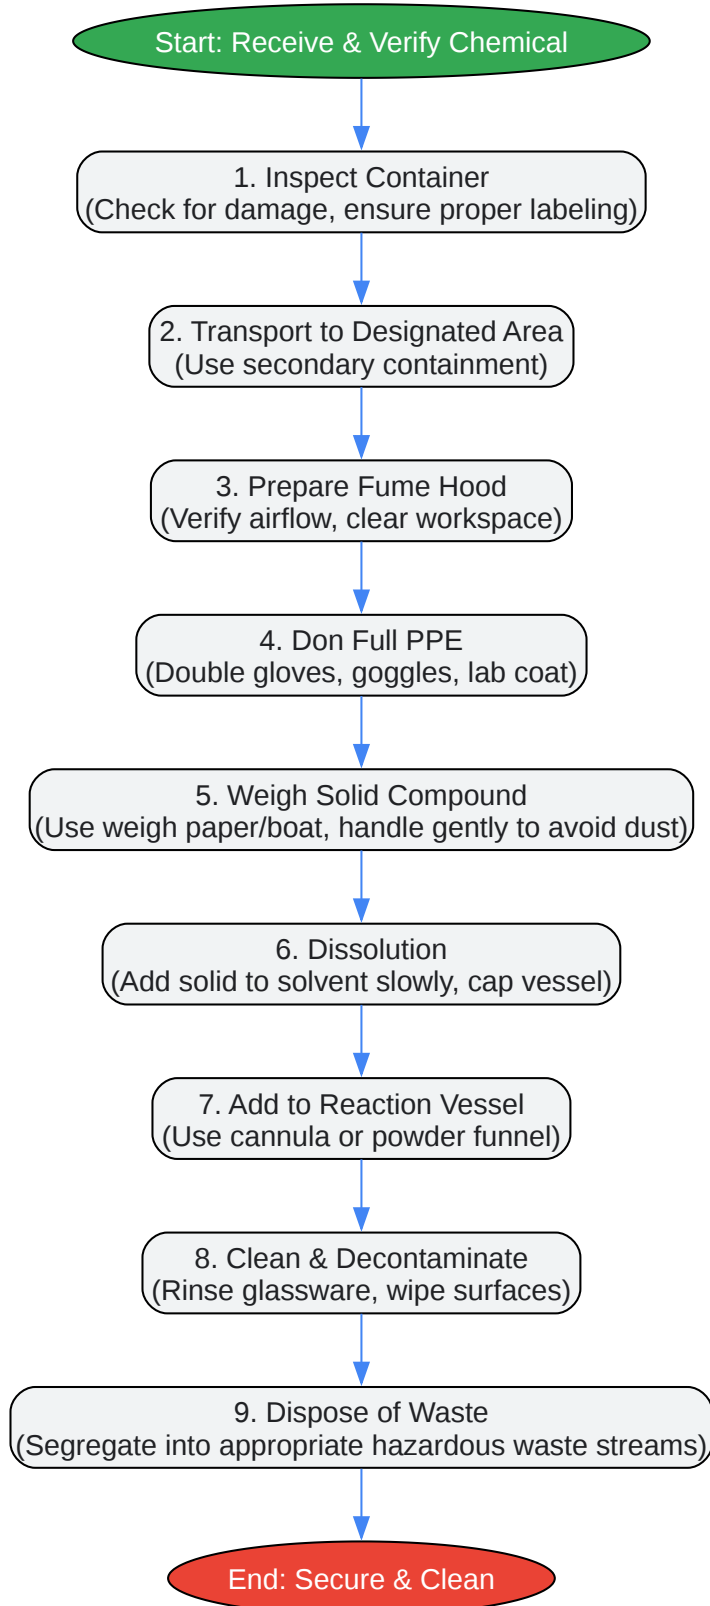 Start: Receive & Verify Chemical
1. Inspect Container
(Check for damage, ensure proper labeling)
2. Transport to Designated Area
(Use secondary containment)
3. Prepare Fume Hood
(Verify airflow, clear workspace)
4. Don Full PPE
(Double gloves, goggles, lab coat)
5. Weigh Solid Compound
(Use weigh paper/boat, handle gently to avoid dust)
6. Dissolution
(Add solid to solvent slowly, cap vessel)
7. Add to Reaction Vessel
(Use cannula or powder funnel)
8. Clean & Decontaminate
(Rinse glassware, wipe surfaces)
9. Dispose of Waste
(Segregate into appropriate hazardous waste streams)
End: Secure & Clean